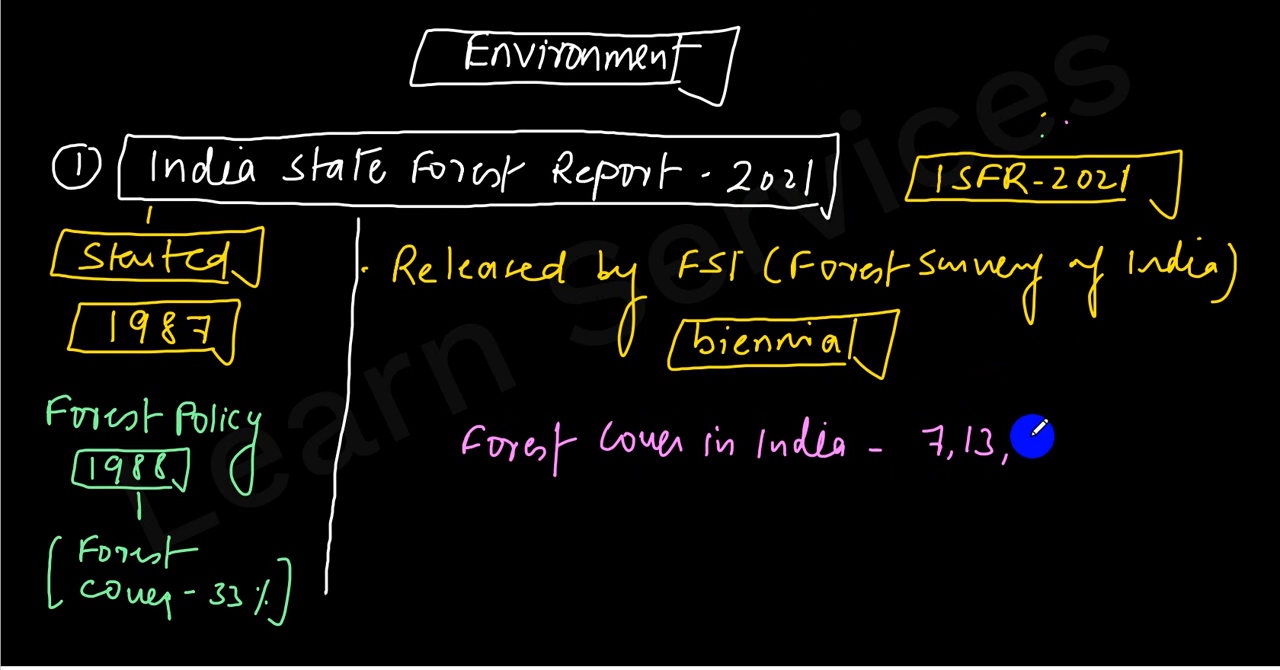 Environment
① India State Forest Report - 2021
ISFR-2021
Started
1987
. Released by FSI (Forest Survey of India)
biennial
Forest Policy
1988
[Forest
Cover - 33%]
Forest Cover in India - 7,13,
Learn Services